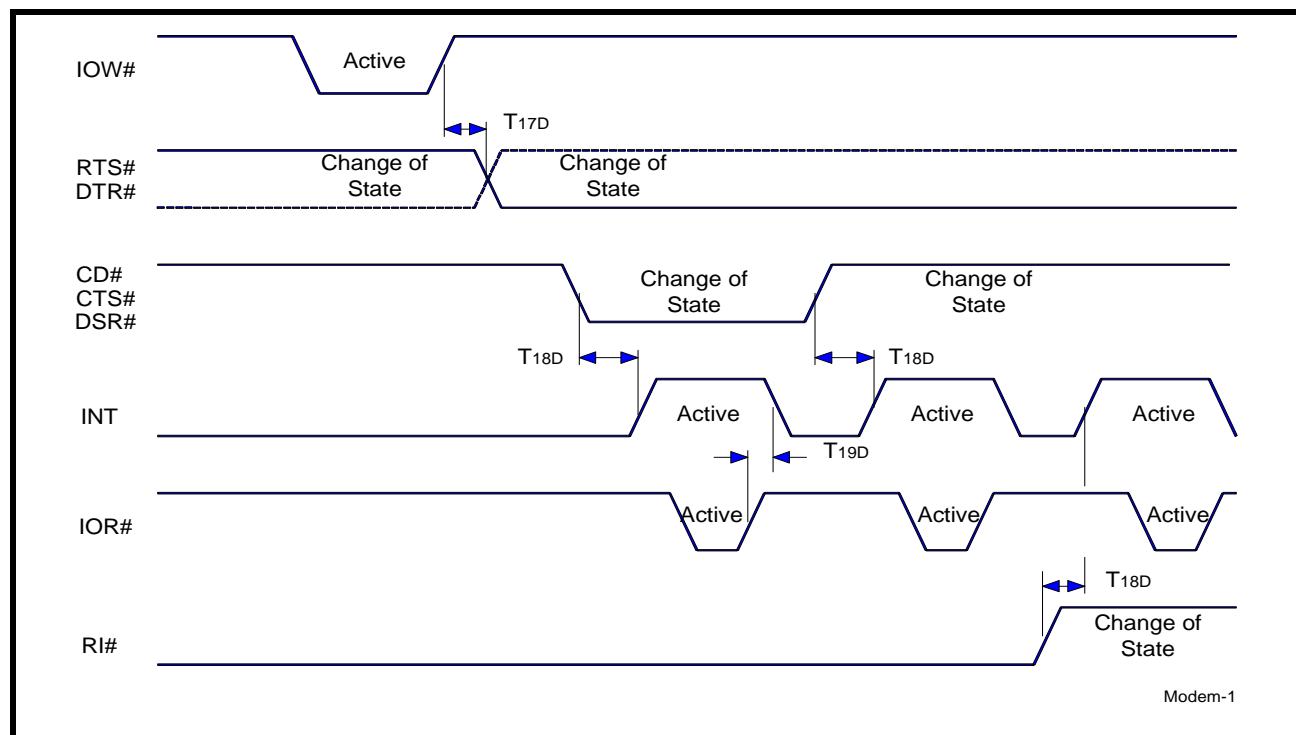 IOW#
Active
T17D
RTS#
DTR#
Change of
State
Change of
State
CD#
CTS#
DSR#
Change of
State
Change of
State
T18D
T18D
INT
Active
Active
Active
T19D
IOR#
Active
Active
Active
T18D
RI#
Change of
State
Modem-1